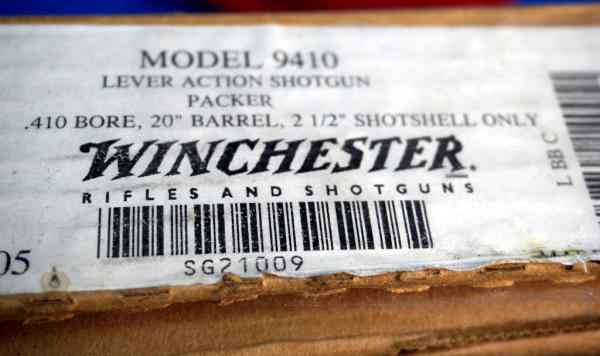 MODEL 9410
LEVER ACTION SHOTGUN
PACKER
.410 BORE, 20" BARREL, 2 1/2" SHOTSHELL ONLY
WINCHESTER®
RIFLES AND SHOTGUNS
SG21009
05
L BB C